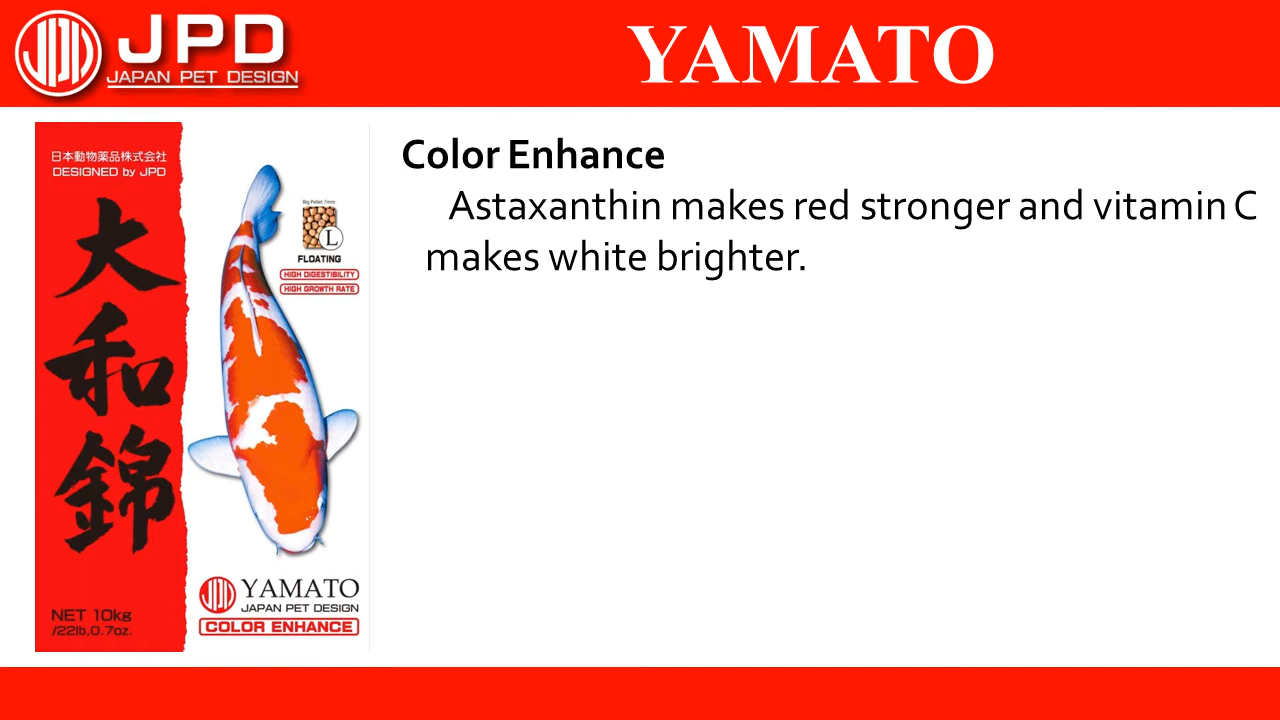 JPD
JAPAN PET DESIGN
YAMATO
日本動物薬品株式会社
DESIGNED by JPD
大和錦
Big Pellet 7mm
L
FLOATING
HIGH DIGESTIBILITY
HIGH GROWTH RATE
YAMATO
JAPAN PET DESIGN
COLOR ENHANCE
NET 10kg
/22lb,0.7oz.
Color Enhance
Astaxanthin makes red stronger and vitamin C
makes white brighter.